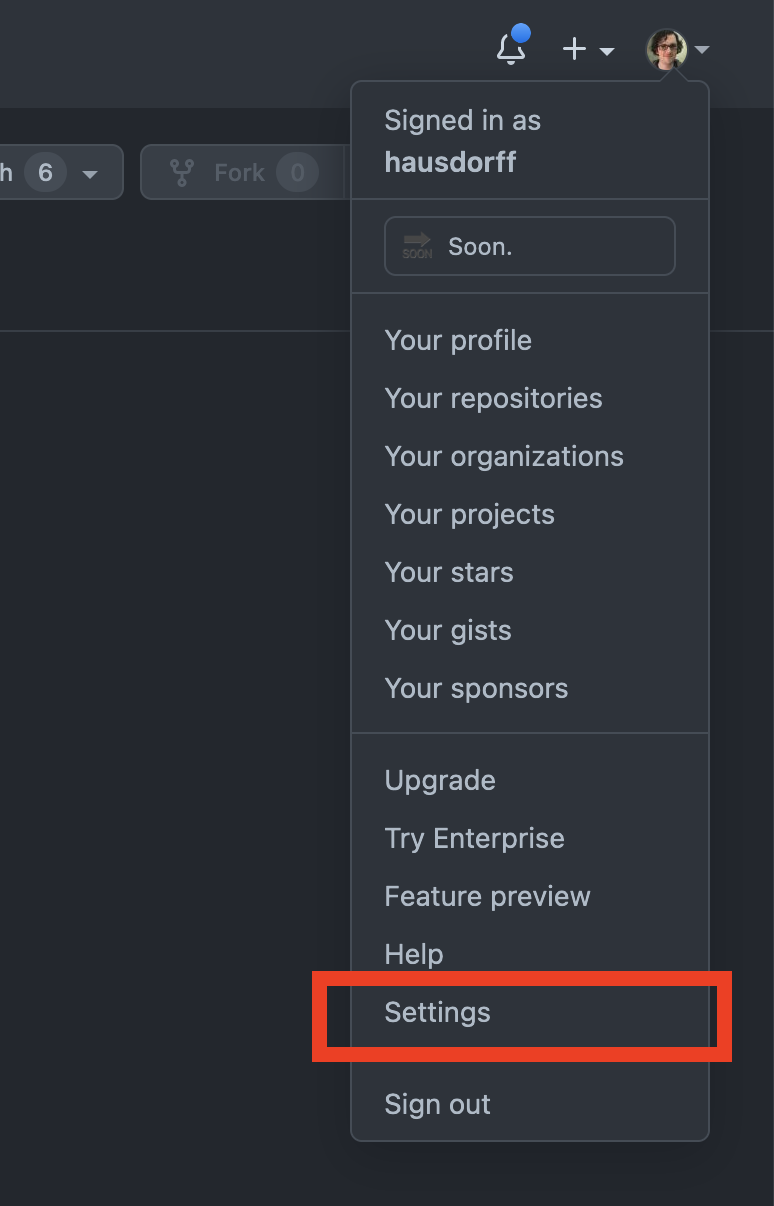 h 6
Fork 0
Signed in as
hausdorff
SOON Soon.
Your profile
Your repositories
Your organizations
Your projects
Your stars
Your gists
Your sponsors
Upgrade
Try Enterprise
Feature preview
Help
Settings
Sign out